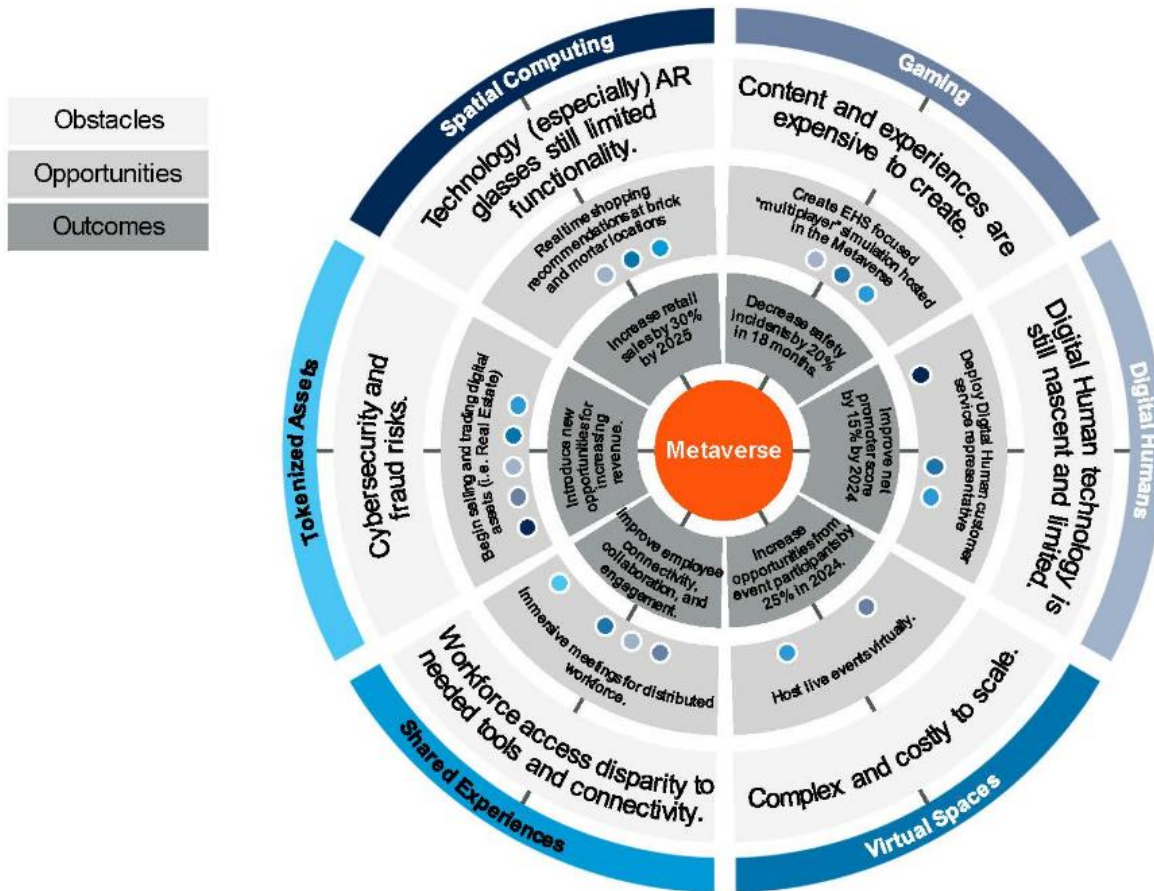 Obstacles
Opportunities
Outcomes
Spatial Computing
Technology (especially) AR
glasses still limited
functionality.
Realtime shopping
recommendations at brick
and mortar locations
Increase retail
sales by 30%
by 2025
Gaming
Content and experiences are
expensive to create.
Create EHS focused
"multiplayer" simulation hosted
in the Metaverse
Decrease safety
incidents by 20%
in 18 months.
Digital Humans
Digital Human technology is
still nascent and limited.
Deploy Digital Human customer
service representative
Improve net
promoter score
by 15% by 2024
Virtual Spaces
Complex and costly to scale.
Host live events virtually.
Increase
opportunities from
event participants by
25% in 2024.
Shared Experiences
Workforce access disparity to
needed tools and connectivity.
Immersive meetings for distributed
workforce.
Improve employee
connectivity,
collaboration, and
engagement.
Tokenized Assets
Cybersecurity and
fraud risks.
Begin selling and trading digital
assets (i.e. Real Estate)
Introduce new
opportunities for
increasing
revenue.
Metaverse